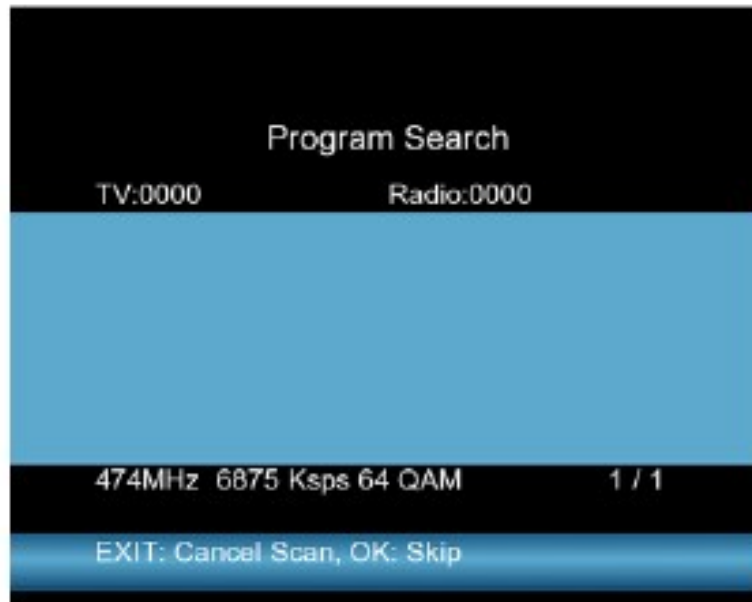 Program Search
TV:0000 Radio:0000
474MHz 6875 Ksps 64 QAM 1 / 1
EXIT: Cancel Scan, OK: Skip